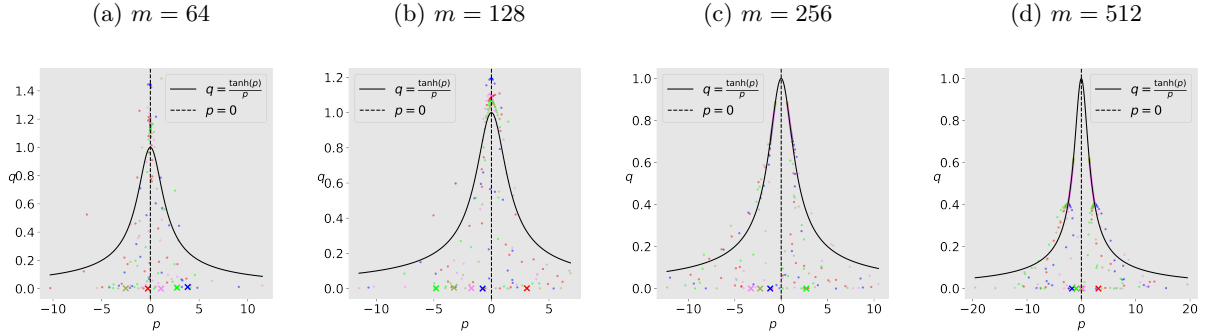 (a) m = 64
(b) m = 128
(c) m = 256
(d) m = 512
q
1.4
1.2
1.0
0.8
0.6
0.4
0.2
0.0
−10
−5
0
5
10
p
q = tanh(p)/p
p = 0
q
1.2
1.0
0.8
0.6
0.4
0.2
0.0
−10
−5
0
5
p
q = tanh(p)/p
p = 0
q
1.0
0.8
0.6
0.4
0.2
0.0
−10
−5
0
5
10
p
q = tanh(p)/p
p = 0
q
1.0
0.8
0.6
0.4
0.2
0.0
−20
−10
0
10
20
p
q = tanh(p)/p
p = 0